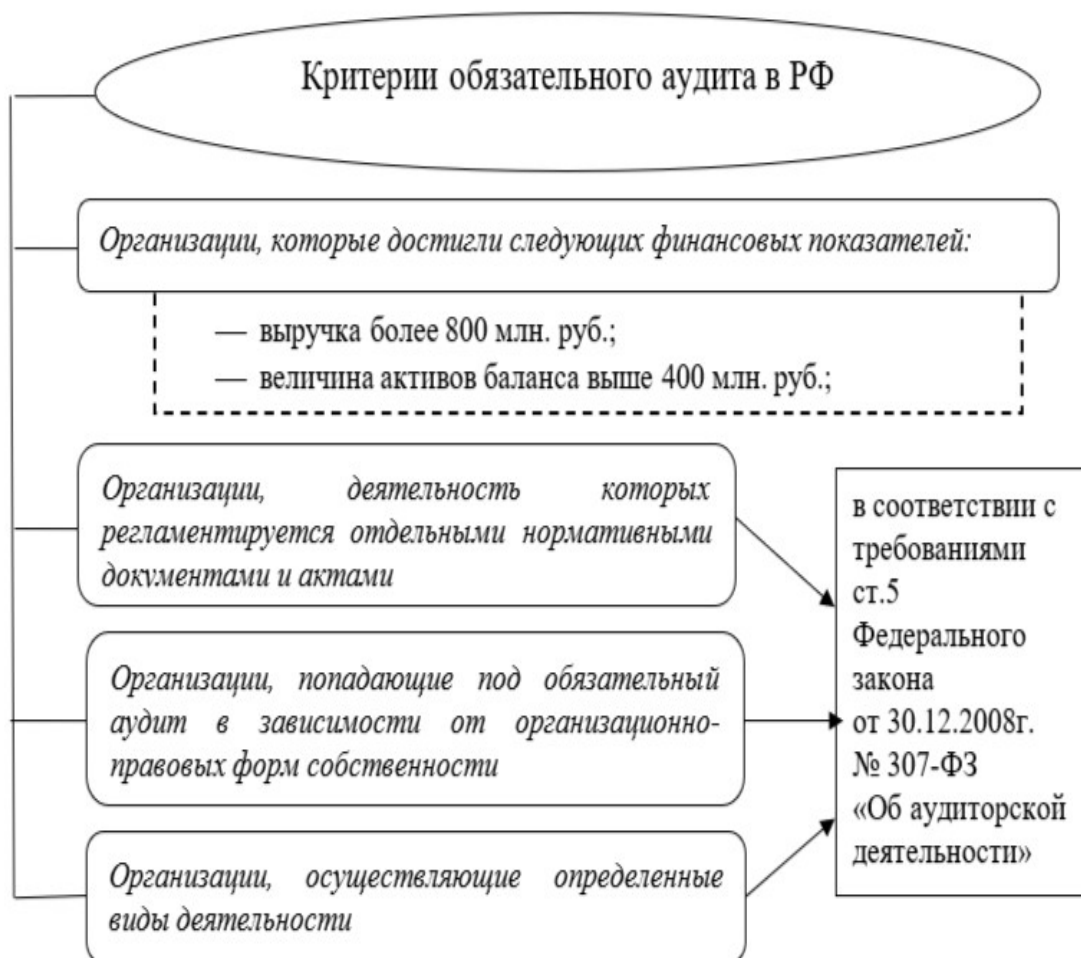 Критерии обязательного аудита в РФ
Организации, которые достигли следующих финансовых показателей:
— выручка более 800 млн. руб.;
— величина активов баланса выше 400 млн. руб.;
Организации, деятельность которых
регламентируется отдельными нормативными
документами и актами
Организации, попадающие под обязательный
аудит в зависимости от организационно-
правовых форм собственности
Организации, осуществляющие определенные
виды деятельности
в соответствии с
требованиями
ст.5
Федерального
закона
от 30.12.2008г.
№ 307-ФЗ
«Об аудиторской
деятельности»